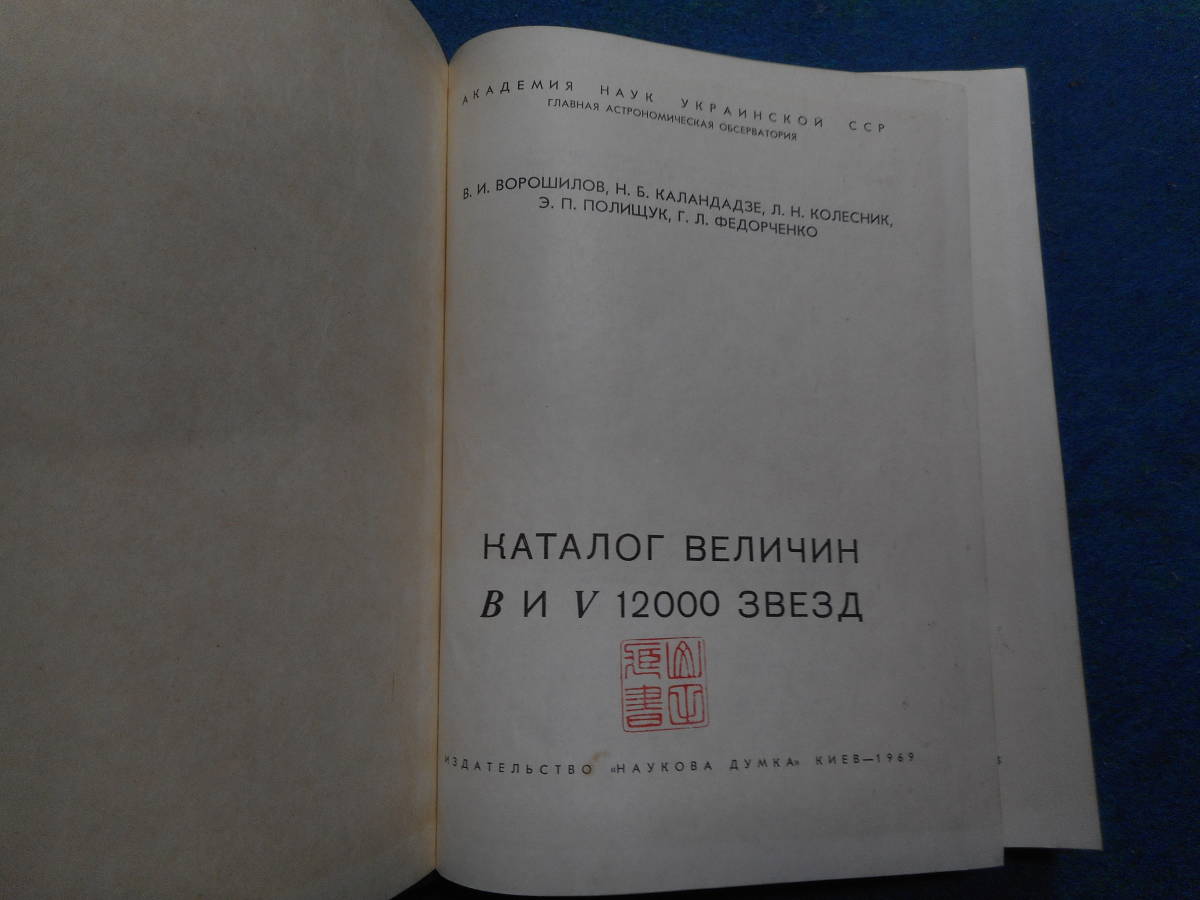 АКАДЕМИЯ НАУК УКРАИНСКОЙ ССР
ГЛАВНАЯ АСТРОНОМИЧЕСКАЯ ОБСЕРВАТОРИЯ
В. И. ВОРОШИЛОВ, Н. Б. КАЛАНДАДЗЕ, Л. Н. КОЛЕСНИК,
Э. П. ПОЛИЩУК, Г. Л. ФЕДОРЧЕНКО
КАТАЛОГ ВЕЛИЧИН
B И V 12000 ЗВЕЗД
ИЗДАТЕЛЬСТВО «НАУКОВА ДУМКА» КИЕВ—1969